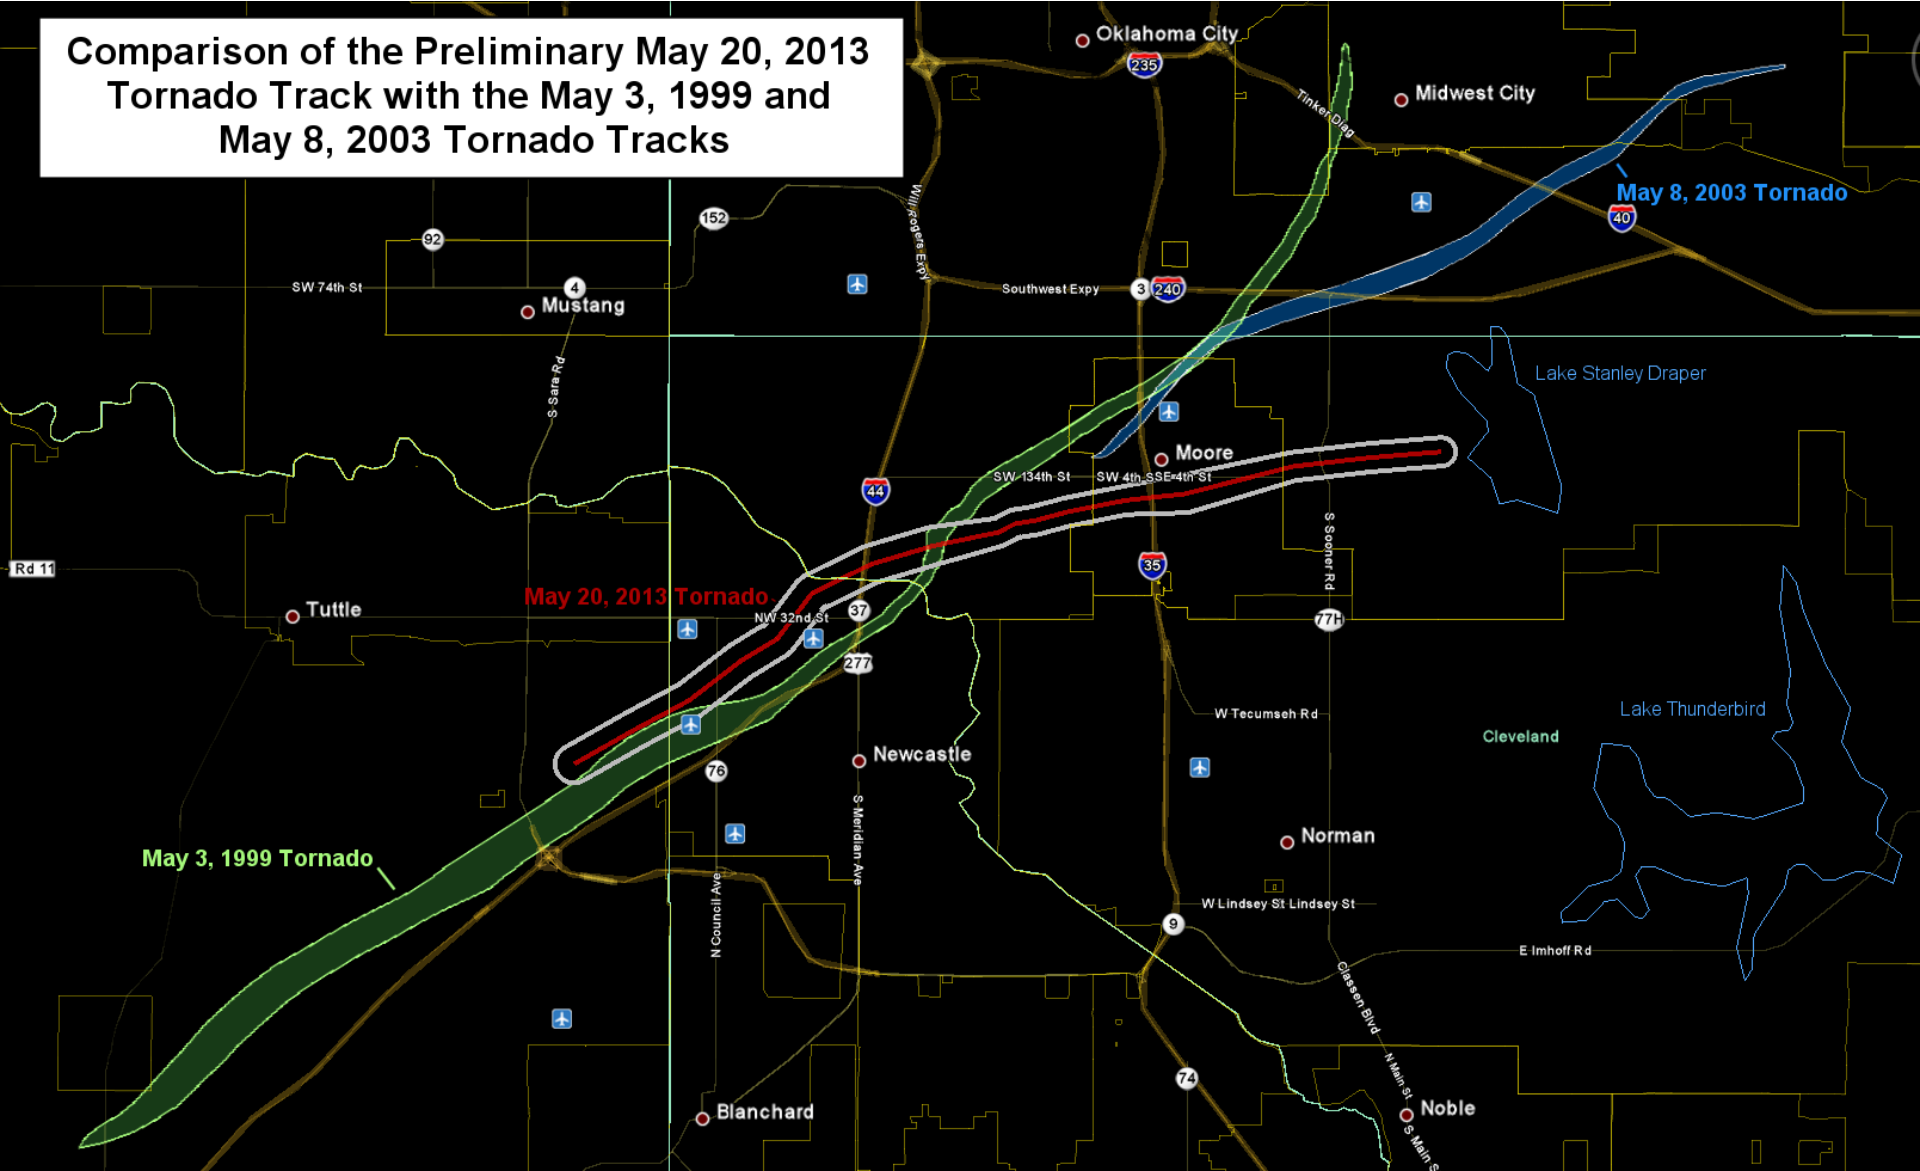 Comparison of the Preliminary May 20, 2013
Tornado Track with the May 3, 1999 and
May 8, 2003 Tornado Tracks
Oklahoma City
235
Midwest City
Tinker Diag
May 8, 2003 Tornado
40
152
92
Will Rogers Expy
SW 74th St
4
Mustang
Southwest Expy
3
240
S Sara Rd
Lake Stanley Draper
Moore
SW 134th St
SW 4th S
SE 4th St
44
S Sooner Rd
Rd 11
35
May 20, 2013 Tornado
Tuttle
NW 32nd St
37
77H
277
W Tecumseh Rd
Lake Thunderbird
Cleveland
Newcastle
76
S Meridian Ave
Norman
May 3, 1999 Tornado
N Council Ave
W Lindsey St
Lindsey St
9
E Imhoff Rd
Classen Blvd
74
N Main St
Blanchard
Noble
S Main S